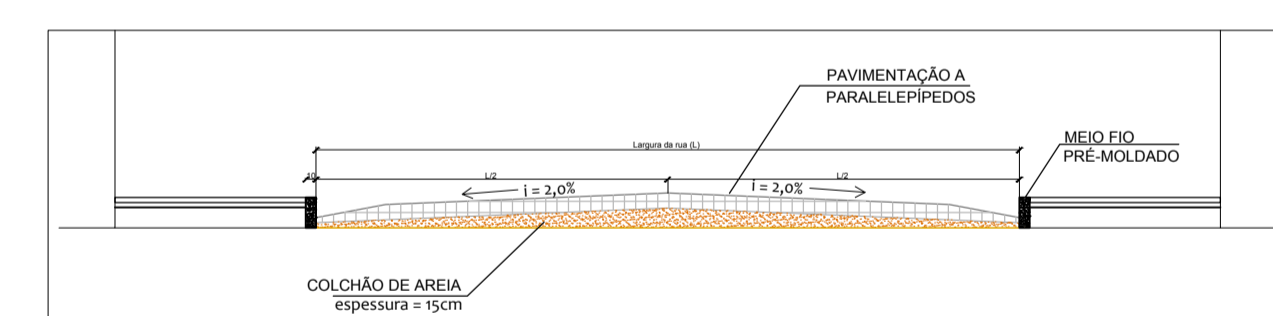 PAVIMENTAÇÃO A
PARALELEPÍPEDOS
Largura da rua (L)
MEIO FIO
PRÉ-MOLDADO
10
L/2
L/2
i = 2,0%
i = 2,0%
COLCHÃO DE AREIA
espessura = 15cm